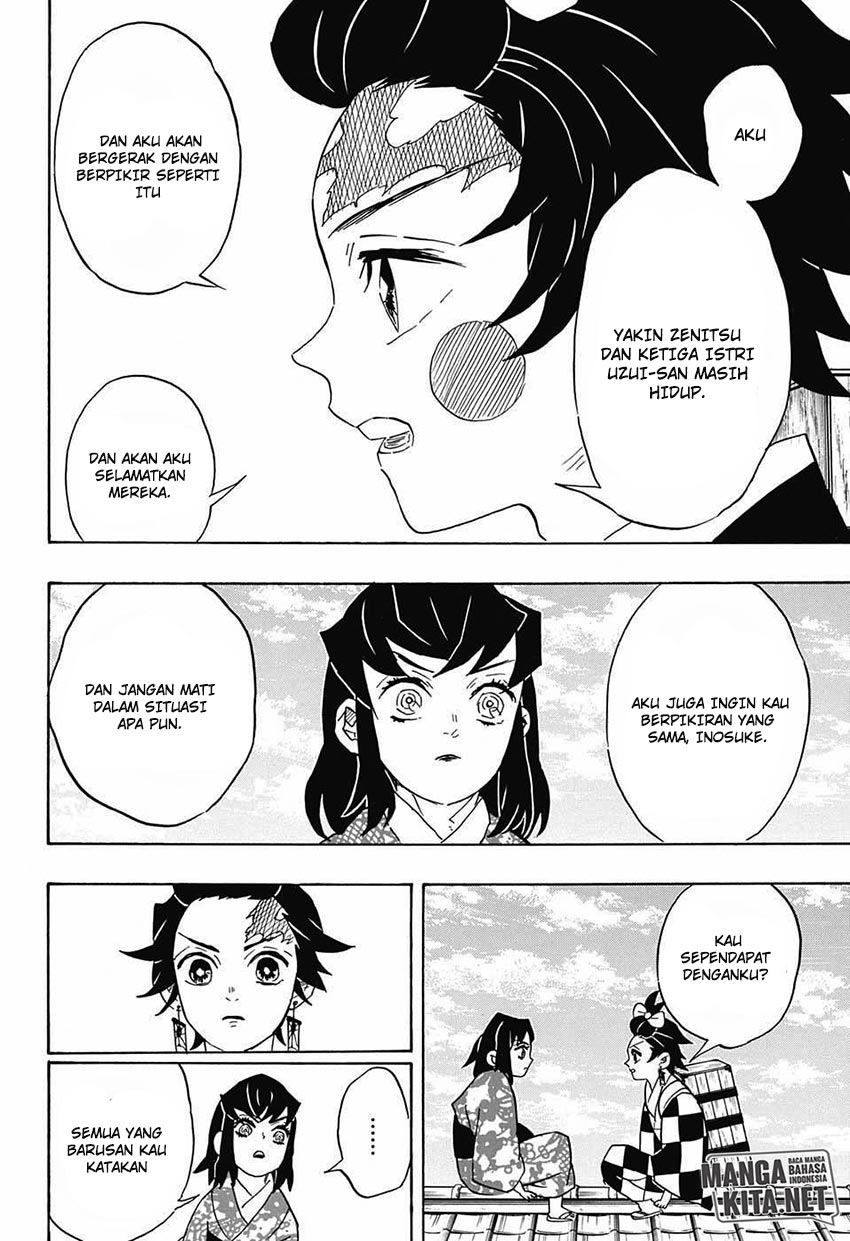 AKU
YAKIN ZENITSU
DAN KETIGA ISTRI
UZUI-SAN MASIH
HIDUP.
DAN AKU AKAN
BERGERAK DENGAN
BERPIKIR SEPERTI
ITU
DAN AKAN AKU
SELAMATKAN
MEREKA.
AKU JUGA INGIN KAU
BERPIKIRAN YANG
SAMA, INOSUKE.
DAN JANGAN MATI
DALAM SITUASI
APA PUN.
KAU
SEPENDAPAT
DENGANKU?
........
SEMUA YANG
BARUSAN KAU
KATAKAN
MANGA
KITA.NET
BACA MANGA
BAHASA
INDONESIA